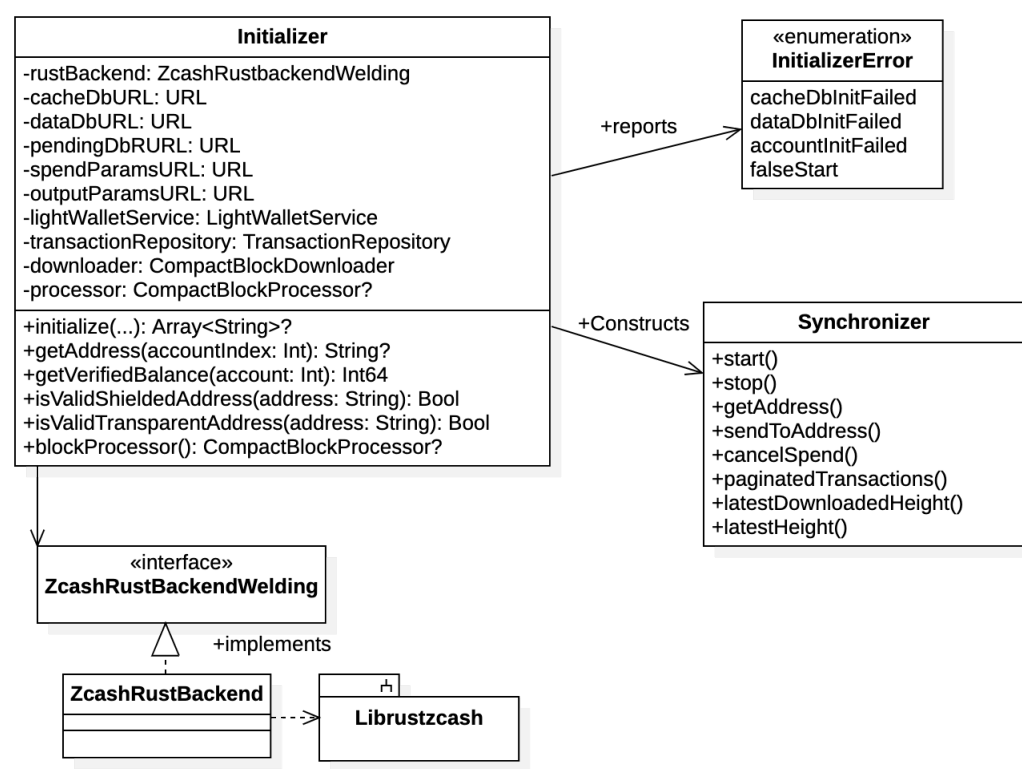 Initializer
-rustBackend: ZcashRustbackendWelding
-cacheDbURL: URL
-dataDbURL: URL
-pendingDbRURL: URL
-spendParamsURL: URL
-outputParamsURL: URL
-lightWalletService: LightWalletService
-transactionRepository: TransactionRepository
-downloader: CompactBlockDownloader
-processor: CompactBlockProcessor?
+initialize(...): Array<String>?
+getAddress(accountIndex: Int): String?
+getVerifiedBalance(account: Int): Int64
+isValidShieldedAddress(address: String): Bool
+isValidTransparentAddress(address: String): Bool
+blockProcessor(): CompactBlockProcessor?
+reports
«enumeration»
InitializerError
cacheDbInitFailed
dataDbInitFailed
accountInitFailed
falseStart
+Constructs
Synchronizer
+start()
+stop()
+getAddress()
+sendToAddress()
+cancelSpend()
+paginatedTransactions()
+latestDownloadedHeight()
+latestHeight()
«interface»
ZcashRustBackendWelding
+implements
ZcashRustBackend
Librustzcash